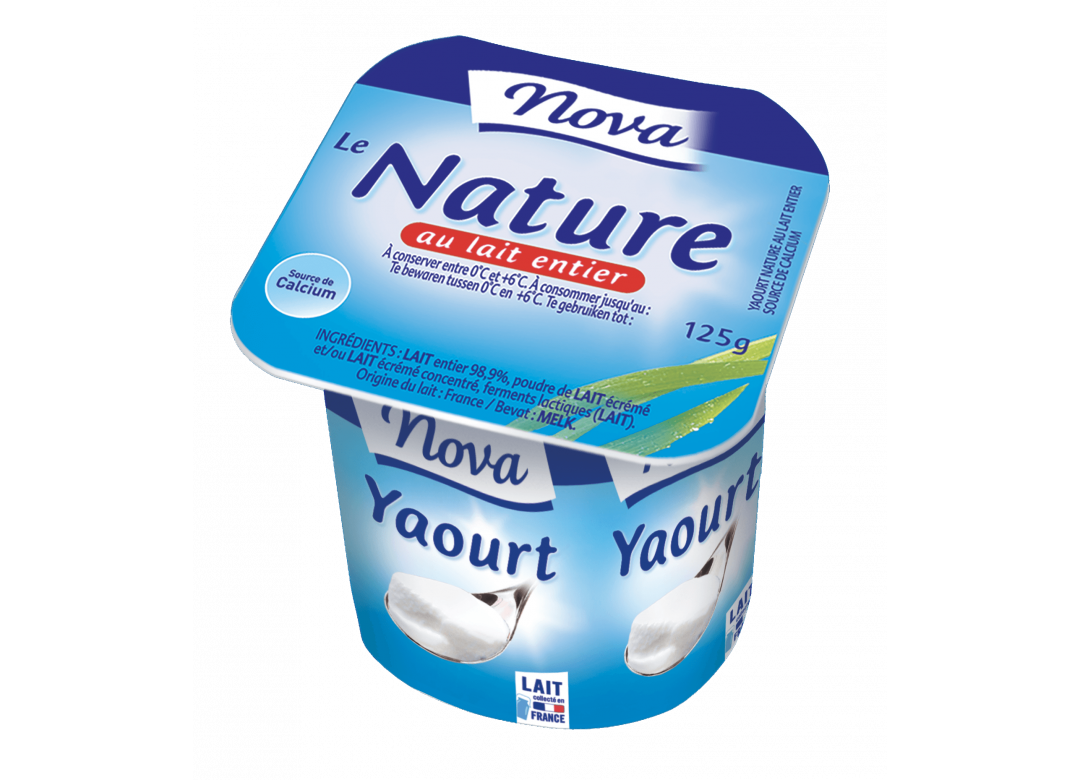 Nova
Le Nature
au lait entier
À conserver entre 0°C et +6°C. À consommer jusqu'au :
Te bewaren tussen 0°C en +6°C. Te gebruiken tot :
Source de
Calcium
125g
YAOURT NATURE AU LAIT ENTIER
SOURCE DE CALCIUM
INGRÉDIENTS : LAIT entier 98,9%, poudre de LAIT écrémé
et/ou LAIT écrémé concentré, ferments lactiques (LAIT).
Origine du lait : France / Bevat : MELK.
Nova
Yaourt
Yaourt
LAIT
collecté en
FRANCE
LAIT